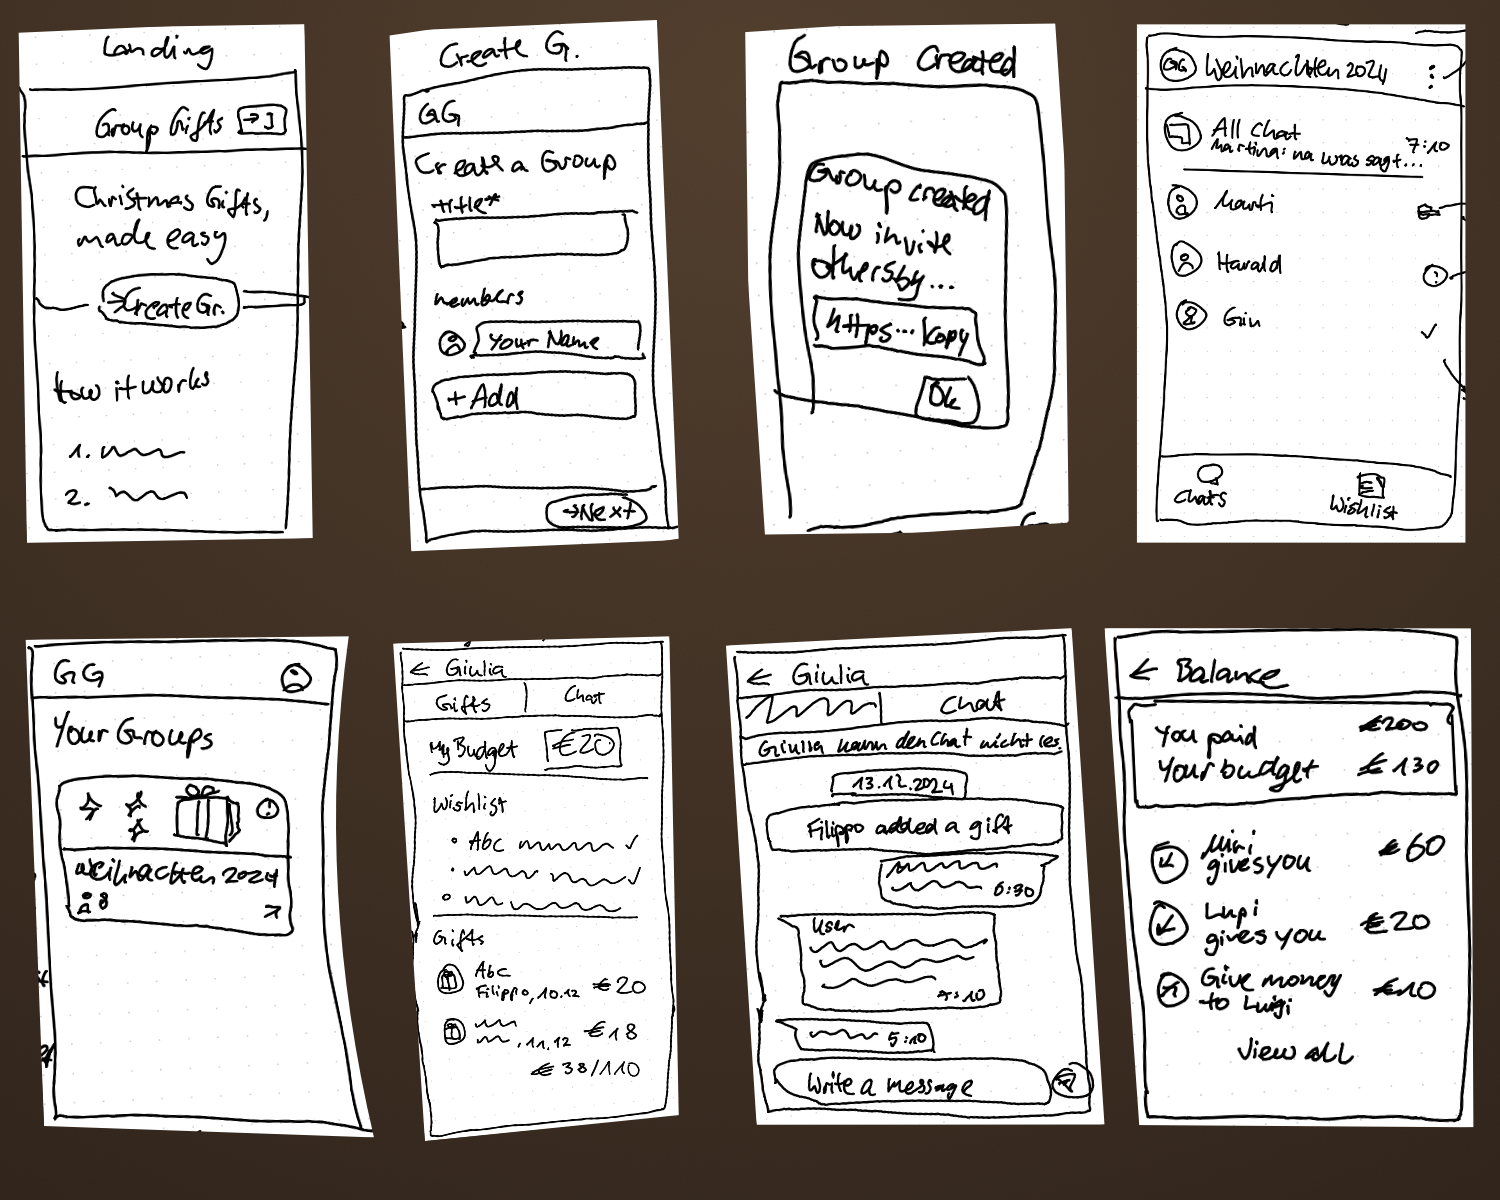 Landing
Group Gifts
Christmas Gifts,
made easy
→Create Gr.
How it works
1.
2.
Create G.
GG
Create a Group
title*
members
Your Name
+ Add
→Next
Group Created
Group created
Now invite
others by...
https... kopy
Ok
GG Weihnachten 2024
All Chat
Martina: na was sagt... 7:10
Marti
Harald
Chats
Wishlist
GG
Your Groups
Weihnachten 2024
8
← Giulia
Gifts Chat
My Budget €20
Wishlist
Abc
Gifts
Abc
Filippo, 10.12 €20
, 11.12 €18
€ 38/110
← Giulia
Chat
Giulia kann den Chat nicht les.
13.12.2024
Filippo added a gift
6:30
User
7:10
5:10
Write a message
← Balance
You paid €200
Your budget €130
Mimi
gives you €60
Lupi
gives you €20
Give money
to Luigi €10
View all